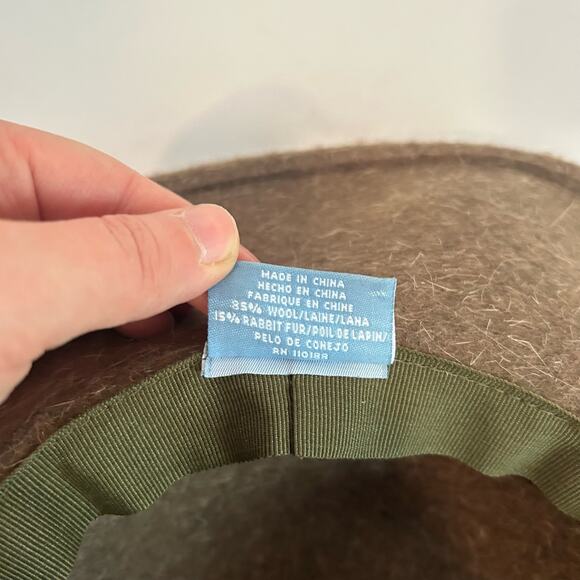 MADE IN CHINA
HECHO EN CHINA
FABRIQUE EN CHINE
85% WOOL/LAINE/LANA
15% RABBIT FUR/POIL DE LAPIN/
PELO DE CONEJO
RN 110188